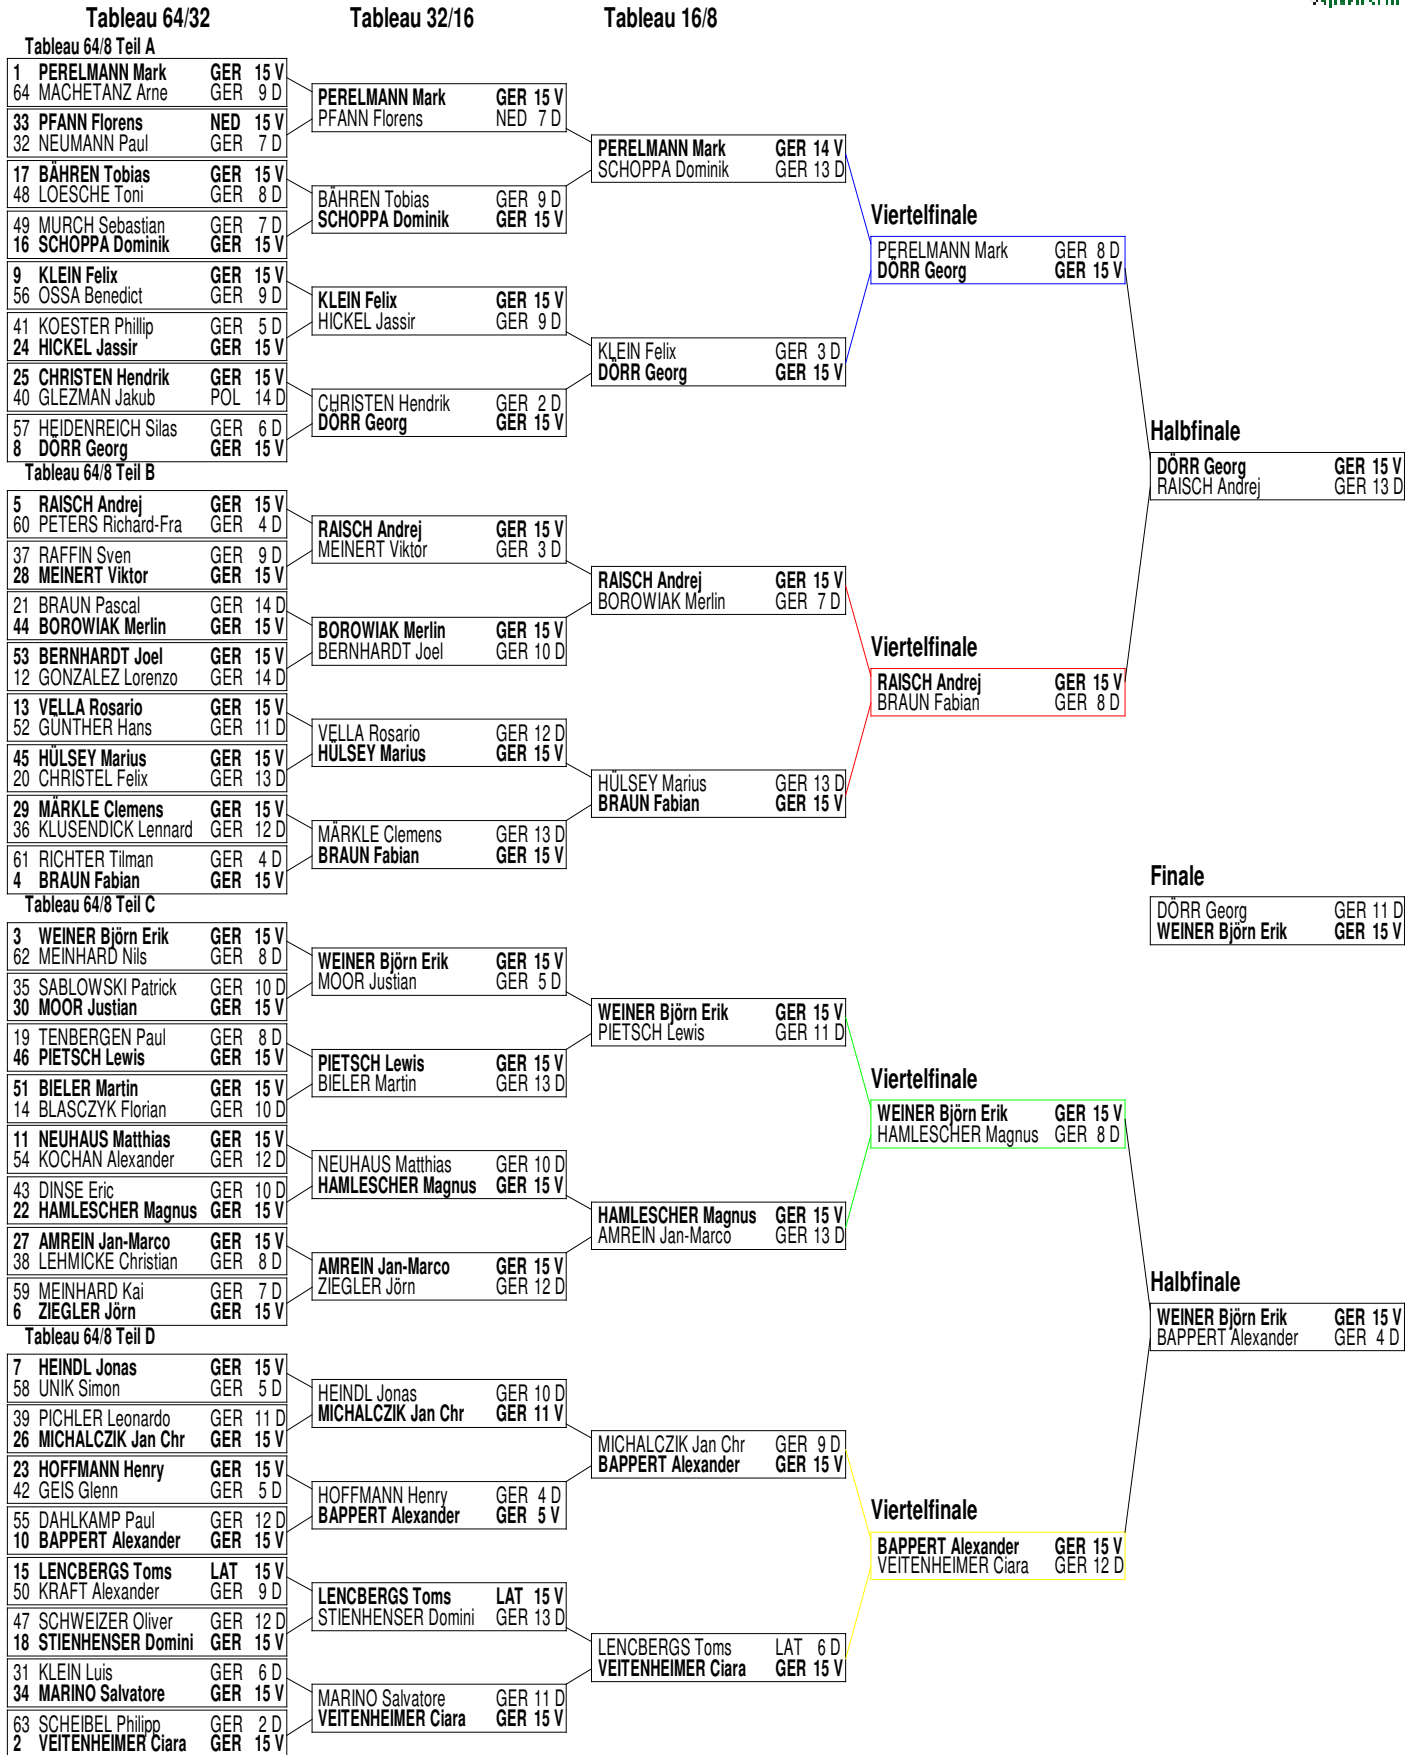 Tableau 64/32
Tableau 32/16
Tableau 16/8
Tableau 64/8 Teil A
1 PERELMANN Mark GER 15 V
64 MACHETANZ Arne GER 9 D
33 PFANN Florens NED 15 V
32 NEUMANN Paul GER 7 D
17 BÄHREN Tobias GER 15 V
48 LOESCHE Toni GER 8 D
49 MURCH Sebastian GER 7 D
16 SCHOPPA Dominik GER 15 V
9 KLEIN Felix GER 15 V
56 OSSA Benedict GER 9 D
41 KOESTER Phillip GER 5 D
24 HICKEL Jassir GER 15 V
25 CHRISTEN Hendrik GER 15 V
40 GLEZMAN Jakub POL 14 D
57 HEIDENREICH Silas GER 6 D
8 DÖRR Georg GER 15 V
Tableau 64/8 Teil B
5 RAISCH Andrej GER 15 V
60 PETERS Richard-Fra GER 4 D
37 RAFFIN Sven GER 9 D
28 MEINERT Viktor GER 15 V
21 BRAUN Pascal GER 14 D
44 BOROWIAK Merlin GER 15 V
53 BERNHARDT Joel GER 15 V
12 GONZALEZ Lorenzo GER 14 D
13 VELLA Rosario GER 15 V
52 GÜNTHER Hans GER 11 D
45 HÜLSEY Marius GER 15 V
20 CHRISTEL Felix GER 13 D
29 MÄRKLE Clemens GER 15 V
36 KLUSENDICK Lennard GER 12 D
61 RICHTER Tilman GER 4 D
4 BRAUN Fabian GER 15 V
Tableau 64/8 Teil C
3 WEINER Björn Erik GER 15 V
62 MEINHARD Nils GER 8 D
35 SABLOWSKI Patrick GER 10 D
30 MOOR Justian GER 15 V
19 TENBERGEN Paul GER 8 D
46 PIETSCH Lewis GER 15 V
51 BIELER Martin GER 15 V
14 BLASCZYK Florian GER 10 D
11 NEUHAUS Matthias GER 15 V
54 KOCHAN Alexander GER 12 D
43 DINSE Eric GER 10 D
22 HAMLESCHER Magnus GER 15 V
27 AMREIN Jan-Marco GER 15 V
38 LEHMICKE Christian GER 8 D
59 MEINHARD Kai GER 7 D
6 ZIEGLER Jörn GER 15 V
Tableau 64/8 Teil D
7 HEINDL Jonas GER 15 V
58 UNIK Simon GER 5 D
39 PICHLER Leonardo GER 11 D
26 MICHALCZIK Jan Chr GER 15 V
23 HOFFMANN Henry GER 15 V
42 GEIS Glenn GER 5 D
55 DAHLKAMP Paul GER 12 D
10 BAPPERT Alexander GER 15 V
15 LENCBERGS Toms LAT 15 V
50 KRAFT Alexander GER 9 D
47 SCHWEIZER Oliver GER 12 D
18 STIENHENSER Domini GER 15 V
31 KLEIN Luis GER 6 D
34 MARINO Salvatore GER 15 V
63 SCHEIBEL Philipp GER 2 D
2 VEITENHEIMER Ciara GER 15 V
PERELMANN Mark GER 15 V
PFANN Florens NED 7 D
BÄHREN Tobias GER 9 D
SCHOPPA Dominik GER 15 V
KLEIN Felix GER 15 V
HICKEL Jassir GER 9 D
CHRISTEN Hendrik GER 2 D
DÖRR Georg GER 15 V
RAISCH Andrej GER 15 V
MEINERT Viktor GER 3 D
BOROWIAK Merlin GER 15 V
BERNHARDT Joel GER 10 D
VELLA Rosario GER 12 D
HÜLSEY Marius GER 15 V
MÄRKLE Clemens GER 13 D
BRAUN Fabian GER 15 V
WEINER Björn Erik GER 15 V
MOOR Justian GER 5 D
PIETSCH Lewis GER 15 V
BIELER Martin GER 13 D
NEUHAUS Matthias GER 10 D
HAMLESCHER Magnus GER 15 V
AMREIN Jan-Marco GER 15 V
ZIEGLER Jörn GER 12 D
HEINDL Jonas GER 10 D
MICHALCZIK Jan Chr GER 11 V
HOFFMANN Henry GER 4 D
BAPPERT Alexander GER 5 V
LENCBERGS Toms LAT 15 V
STIENHENSER Domini GER 13 D
MARINO Salvatore GER 11 D
VEITENHEIMER Ciara GER 15 V
PERELMANN Mark GER 14 V
SCHOPPA Dominik GER 13 D
KLEIN Felix GER 3 D
DÖRR Georg GER 15 V
RAISCH Andrej GER 15 V
BOROWIAK Merlin GER 7 D
HÜLSEY Marius GER 13 D
BRAUN Fabian GER 15 V
WEINER Björn Erik GER 15 V
PIETSCH Lewis GER 11 D
HAMLESCHER Magnus GER 15 V
AMREIN Jan-Marco GER 13 D
MICHALCZIK Jan Chr GER 9 D
BAPPERT Alexander GER 15 V
LENCBERGS Toms LAT 6 D
VEITENHEIMER Ciara GER 15 V
Viertelfinale
PERELMANN Mark GER 8 D
DÖRR Georg GER 15 V
Viertelfinale
RAISCH Andrej GER 15 V
BRAUN Fabian GER 8 D
Viertelfinale
WEINER Björn Erik GER 15 V
HAMLESCHER Magnus GER 8 D
Viertelfinale
BAPPERT Alexander GER 15 V
VEITENHEIMER Ciara GER 12 D
Halbfinale
DÖRR Georg GER 15 V
RAISCH Andrej GER 13 D
Finale
DÖRR Georg GER 11 D
WEINER Björn Erik GER 15 V
Halbfinale
WEINER Björn Erik GER 15 V
BAPPERT Alexander GER 4 D